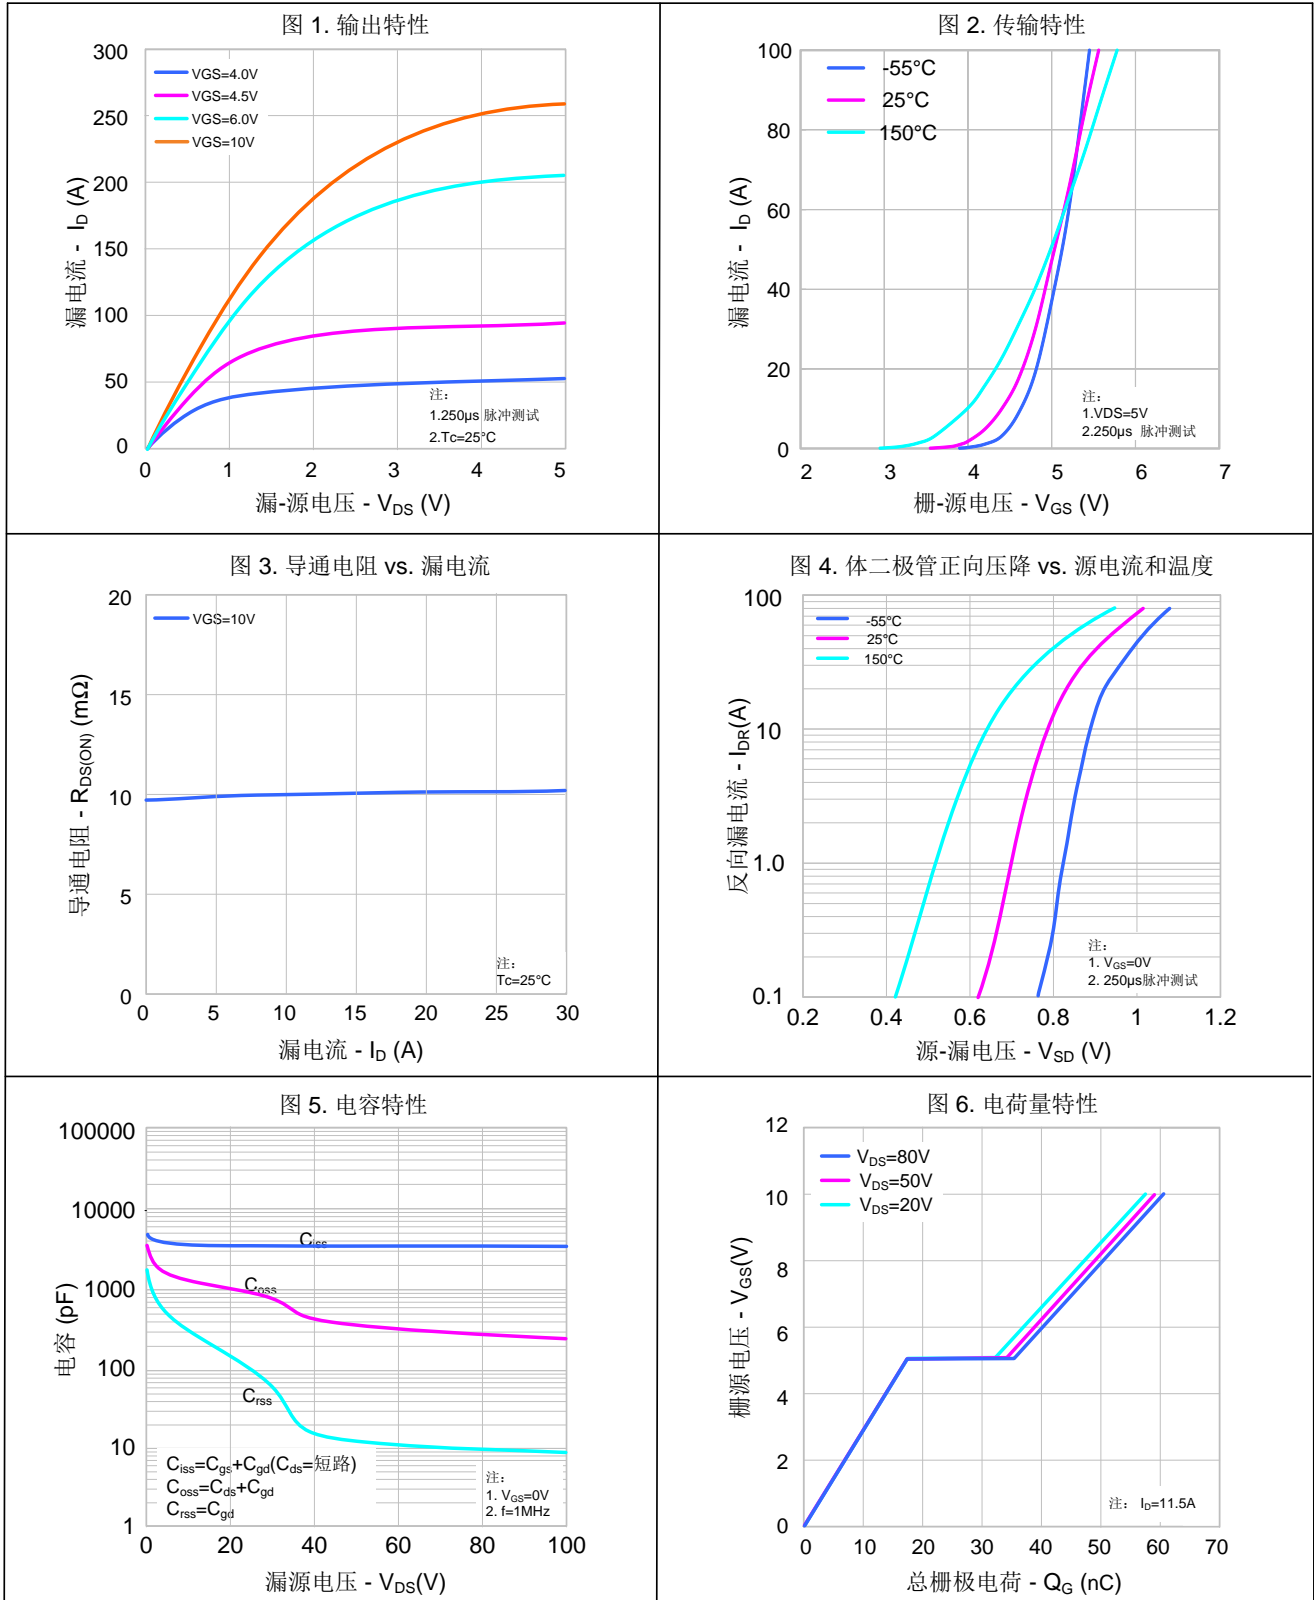 图 1. 输出特性
300
250
200
150
100
50
0
VGS=4.0V
VGS=4.5V
VGS=6.0V
VGS=10V
漏电流 - ID (A)
注：
1.250μs 脉冲测试
2.Tc=25°C
0 1 2 3 4 5
漏-源电压 - VDS (V)
图 2. 传输特性
100
80
60
40
20
0
-55°C
25°C
150°C
漏电流 - ID (A)
注：
1.VDS=5V
2.250μs 脉冲测试
2 3 4 5 6 7
栅-源电压 - VGS (V)
图 3. 导通电阻 vs. 漏电流
20
15
10
5
0
VGS=10V
导通电阻 - RDS(ON) (mΩ)
注：
Tc=25°C
0 5 10 15 20 25 30
漏电流 - ID (A)
图 4. 体二极管正向压降 vs. 源电流和温度
100
10
1.0
0.1
-55°C
25°C
150°C
反向漏电流 - IDR(A)
注：
1. VGS=0V
2. 250μs脉冲测试
0.2 0.4 0.6 0.8 1 1.2
源-漏电压 - VSD (V)
图 5. 电容特性
100000
10000
1000
100
10
1
电容 (pF)
Ciss
Coss
Crss
Ciss=Cgs+Cgd(Cds=短路)
Coss=Cds+Cgd
Crss=Cgd
注：
1. VGS=0V
2. f=1MHz
0 20 40 60 80 100
漏源电压 - VDS(V)
图 6. 电荷量特性
12
10
8
6
4
2
0
VDS=80V
VDS=50V
VDS=20V
栅源电压 - VGS(V)
注： ID=11.5A
0 10 20 30 40 50 60 70
总栅极电荷 - QG (nC)